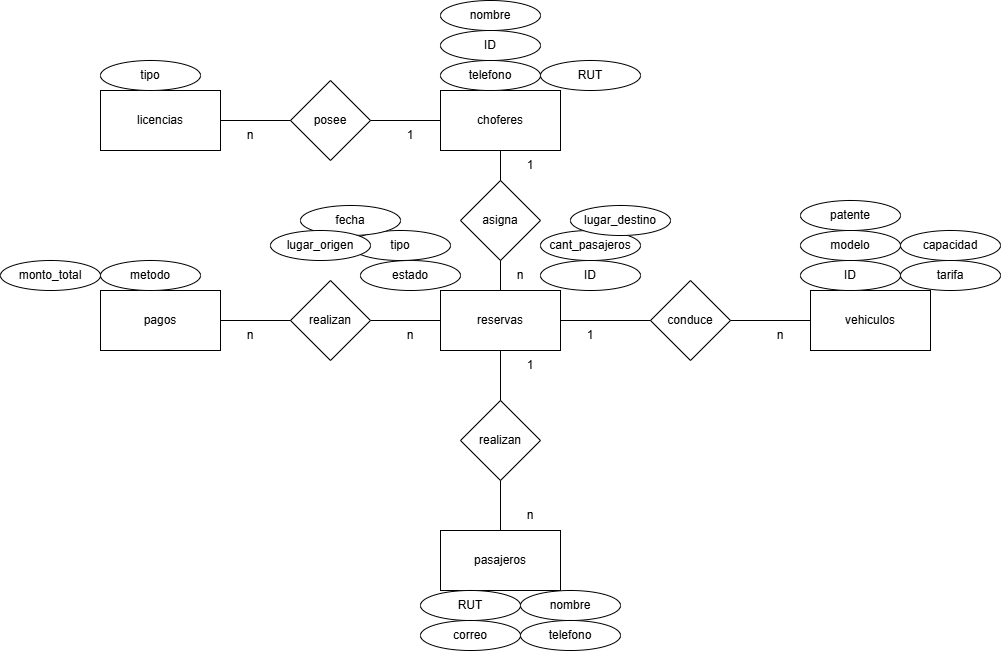 nombre
ID
tipo
telefono
RUT
licencias
posee
choferes
n
1
1
asigna
fecha
lugar_destino
patente
lugar_origen
tipo
cant_pasajeros
modelo
capacidad
monto_total
metodo
estado
n
ID
ID
tarifa
pagos
realizan
reservas
conduce
vehiculos
n
n
1
n
1
realizan
n
pasajeros
RUT
nombre
correo
telefono